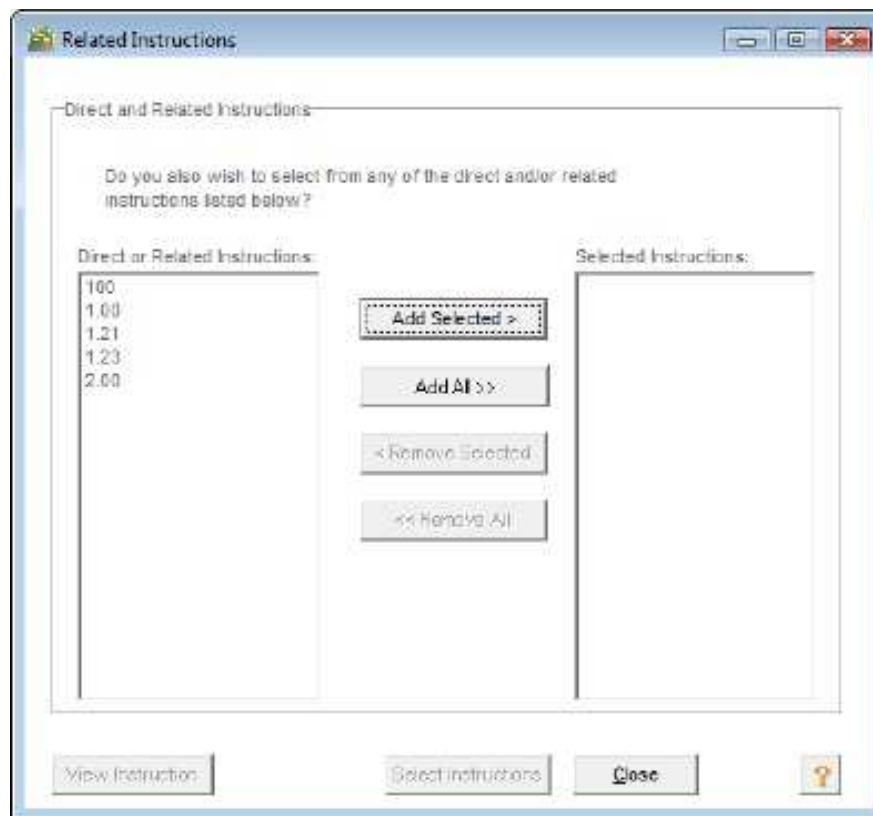 Related Instructions
Direct and Related Instructions
Do you also wish to select from any of the direct and/or related
instructions listed below?
Direct or Related Instructions:
Selected Instructions:
100
1.00
1.21
1.23
2.00
Add Selected >
Add All >>
< Remove Selected
<< Remove All
View Instruction
Select Instructions
Close
?